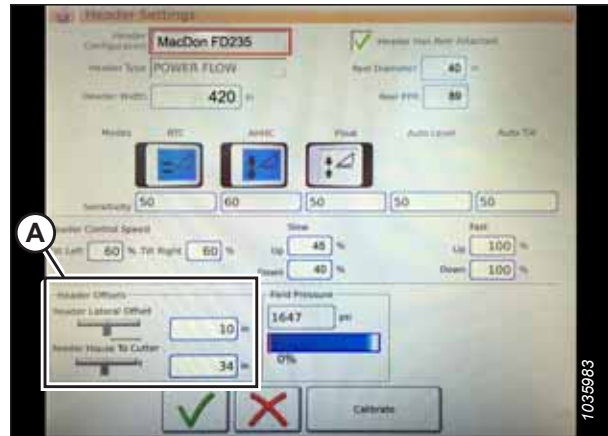 Header Settings
Header Configuration MacDon FD235
Header Has Reel Attached
Header Type POWER FLOW
Reel Diameter 40 in
Header Width 420 in
Reel PPR 89
Modes RTC AHHC Float Auto Level Auto Tilt
Sensitivity 50 60 50 50 50
Header Control Speed
Slow
Fast
Tilt Left 60 % Tilt Right 60 %
Up 45 %
Up 100 %
Down 40 %
Down 100 %
A
Header Offsets
Header Lateral Offset
10 in
Feeder House To Cutter
34 in
Field Pressure
1647 psi
0%
Calibrate
1035983